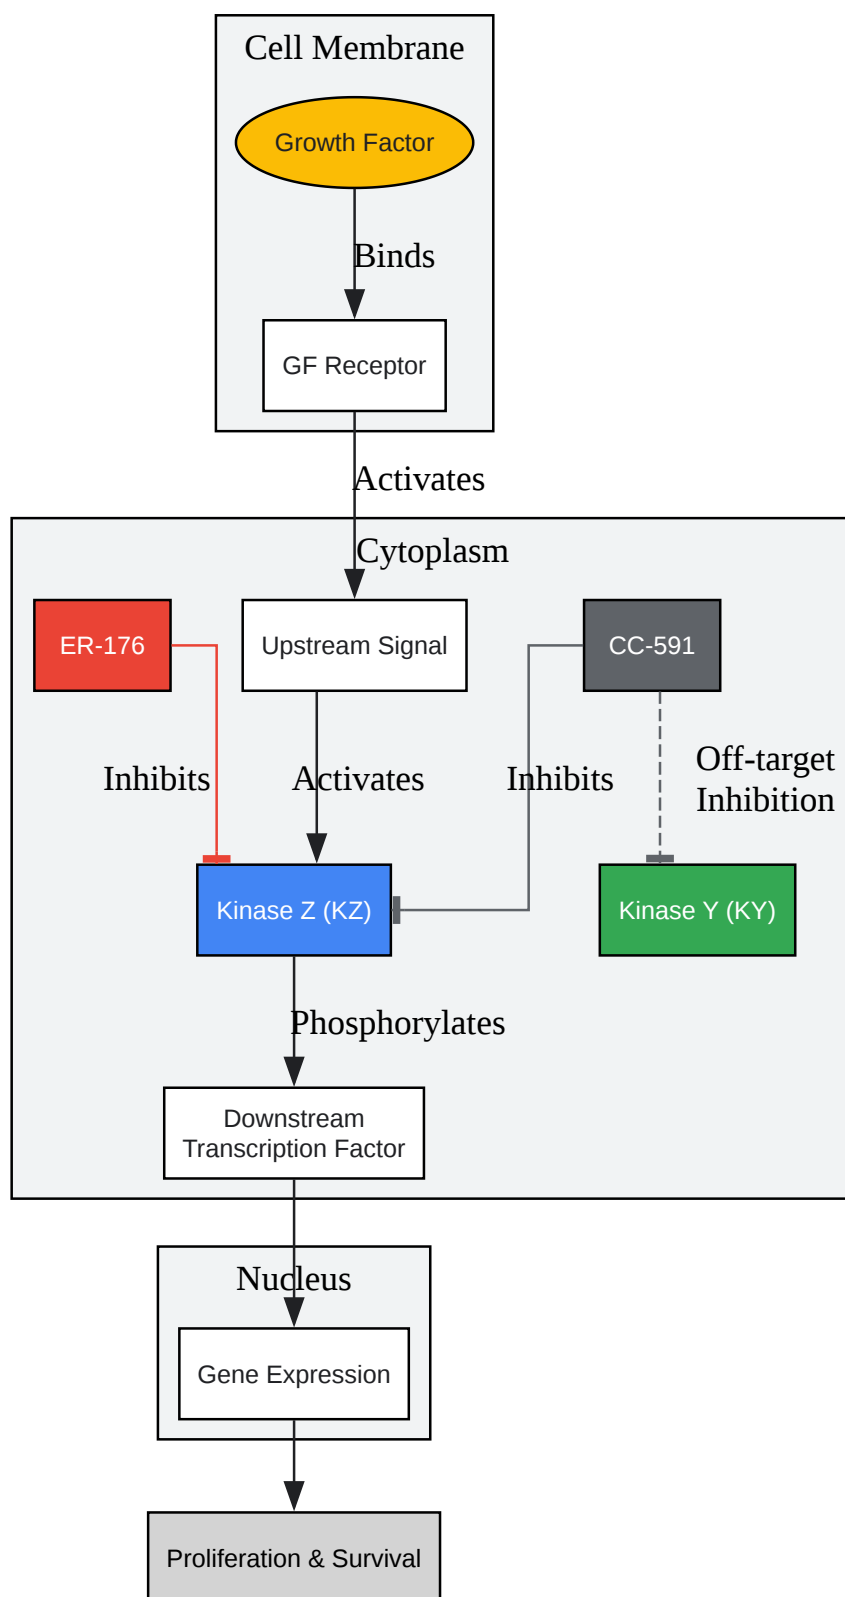 Cell Membrane
Growth Factor
Binds
GF Receptor
Activates
Cytoplasm
ER-176
Upstream Signal
CC-591
Inhibits
Activates
Inhibits
Off-target
Inhibition
Kinase Z (KZ)
Kinase Y (KY)
Phosphorylates
Downstream
Transcription Factor
Nucleus
Gene Expression
Proliferation & Survival